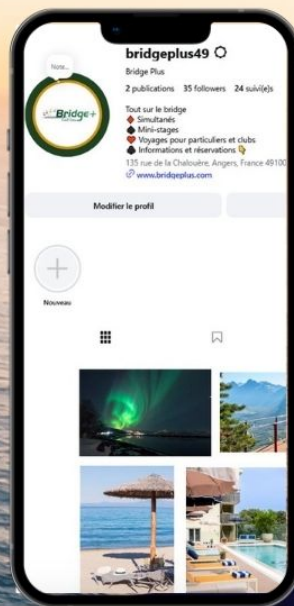 Note...
Bridge+
bridgeplus49
Bridge Plus
2 publications 35 followers 24 suivi(e)s
Tout sur le bridge
♦️ Simultanés
♣️ Mini-stages
♥️ Voyages pour particuliers et clubs
♠️ Informations et réservations 👇
135 rue de la Chalouère, Angers, France 49100
www.bridgeplus.com
Modifier le profil
Nouveau